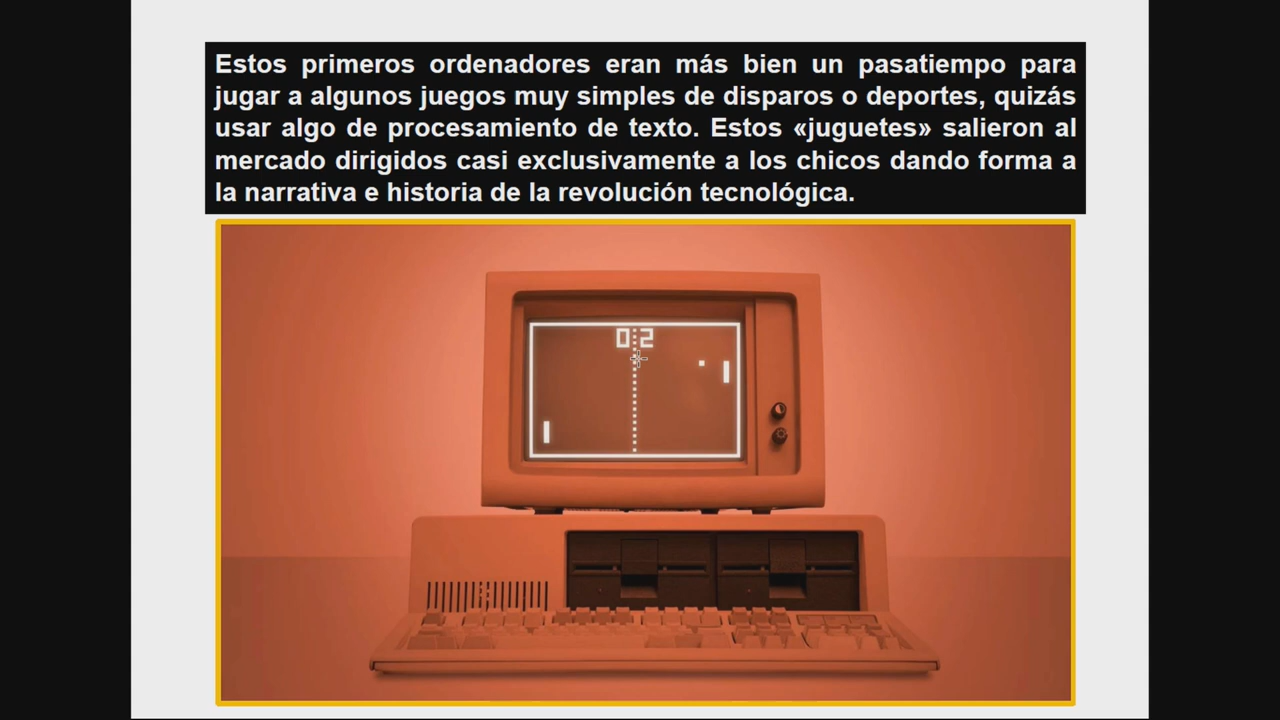 Estos primeros ordenadores eran más bien un pasatiempo para
jugar a algunos juegos muy simples de disparos o deportes, quizás
usar algo de procesamiento de texto. Estos «juguetes» salieron al
mercado dirigidos casi exclusivamente a los chicos dando forma a
la narrativa e historia de la revolución tecnológica.
0 2